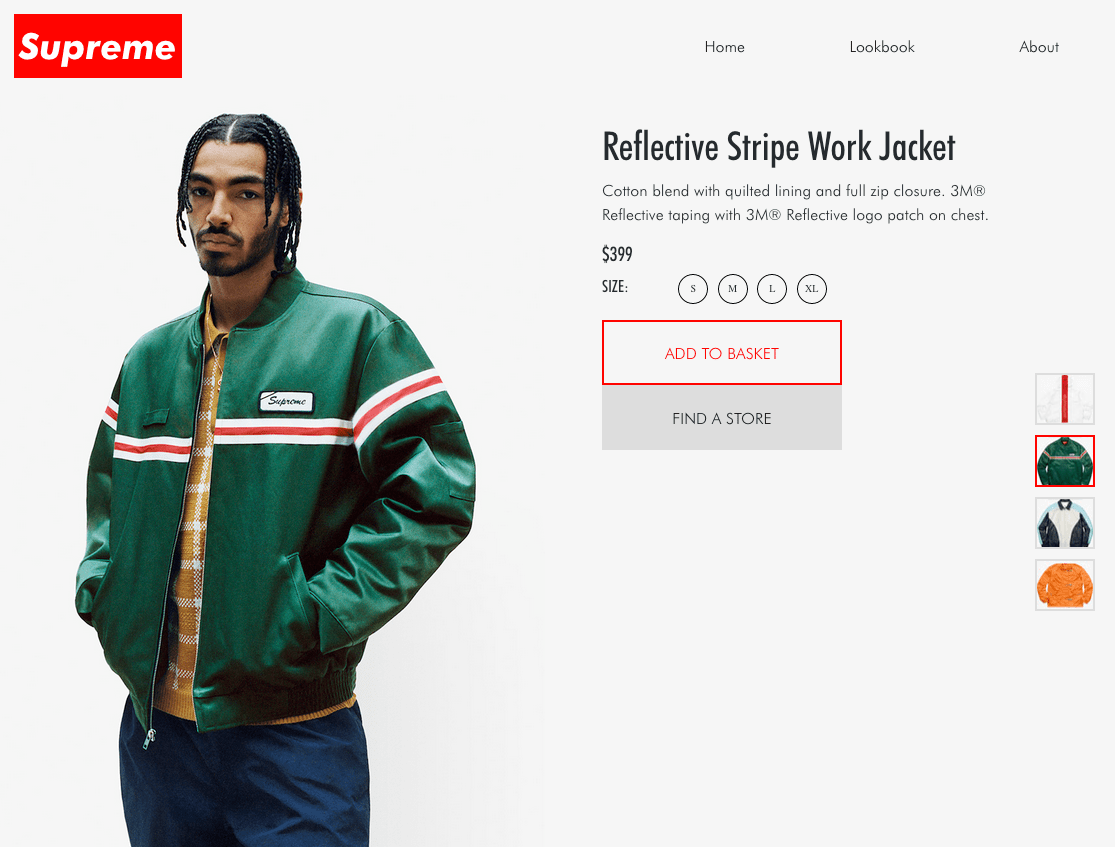 Supreme
Home
Lookbook
About
Reflective Stripe Work Jacket
Cotton blend with quilted lining and full zip closure. 3M®
Reflective taping with 3M® Reflective logo patch on chest.
$399
SIZE:
S
M
L
XL
Supreme
ADD TO BASKET
FIND A STORE